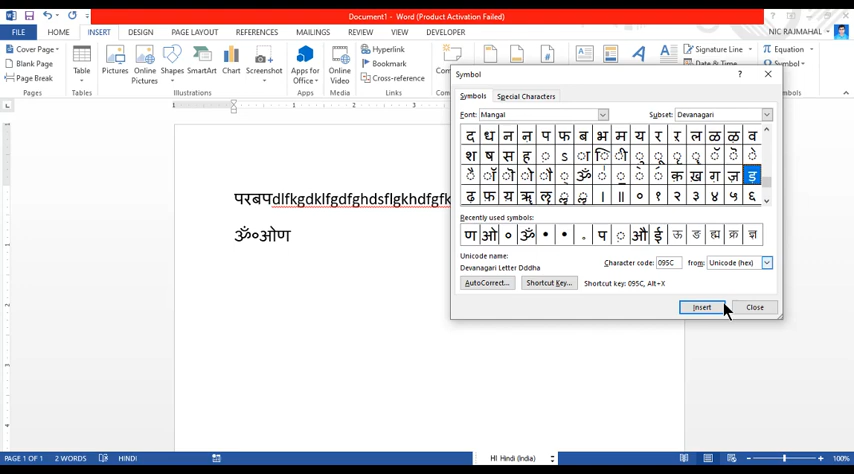 Document1 - Word (Product Activation Failed)
FILE HOME INSERT DESIGN PAGE LAYOUT REFERENCES MAILINGS REVIEW VIEW DEVELOPER NIC RAJMAHAL
Cover Page
Blank Page
Page Break
Pages
Table
Tables
Pictures Online Pictures Shapes SmartArt Chart Screenshot
Illustrations
Apps for Office
Apps
Online Video
Media
Hyperlink
Bookmark
Cross-reference
Links
Signature Line
Equation
Symbol
Symbol
Symbols Special Characters
Font: Mangal Subset: Devanagari
द ध न ऩ प फ ब भ म य र ऱ ल ळ ऴ व
श ष स ह ़ ऽ ा ि ी ु ू ृ ॄ ॅ ॆ े
ै ॉ ॊ ो ौ ् ॐ ॑ ॒ ॓ ॔ क़ ख़ ग़ ज़ ड़
ढ़ फ़ य़ ॠ ॡ ॢ ॣ । ॥ ० १ २ ३ ४ ५ ६
Recently used symbols:
ण ओ ० ॐ • • 。 प ़ औ ई ऊ ङ ह्म क्र ज्ञ
Unicode name:
Devanagari Letter Dddha
Character code: 095C from: Unicode (hex)
AutoCorrect... Shortcut Key... Shortcut key: 095C, Alt+X
Insert Close
परबपdlfkgdklfgdfghdsflgkhdfgfk
ॐ०ओण
PAGE 1 OF 1 2 WORDS HINDI HI Hindi (India) 100%